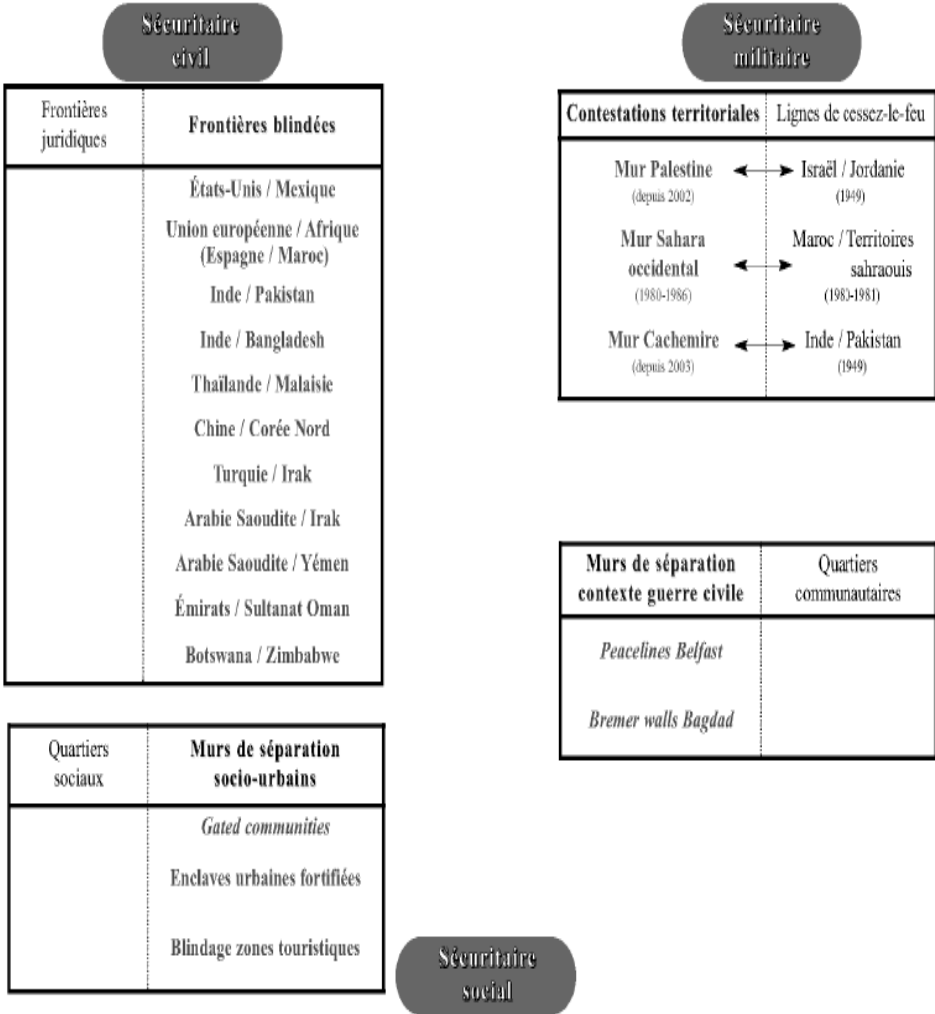 Sécuritaire
civil
Frontières
juridiques
Frontières blindées
États-Unis / Mexique
Union européenne / Afrique
(Espagne / Maroc)
Inde / Pakistan
Inde / Bangladesh
Thaïlande / Malaisie
Chine / Corée Nord
Turquie / Irak
Arabie Saoudite / Irak
Arabie Saoudite / Yémen
Émirats / Sultanat Oman
Botswana / Zimbabwe
Quartiers
sociaux
Murs de séparation
socio-urbains
Gated communities
Enclaves urbaines fortifiées
Blindage zones touristiques
Sécuritaire
militaire
Contestations territoriales
Lignes de cessez-le-feu
Mur Palestine
(depuis 2002)
Israël / Jordanie
(1949)
Mur Sahara
occidental
(1980-1986)
Maroc / Territoires
sahraouis
(1980-1981)
Mur Cachemire
(depuis 2003)
Inde / Pakistan
(1949)
Murs de séparation
contexte guerre civile
Quartiers
communautaires
Peacelines Belfast
Bremer walls Bagdad
Sécuritaire
social